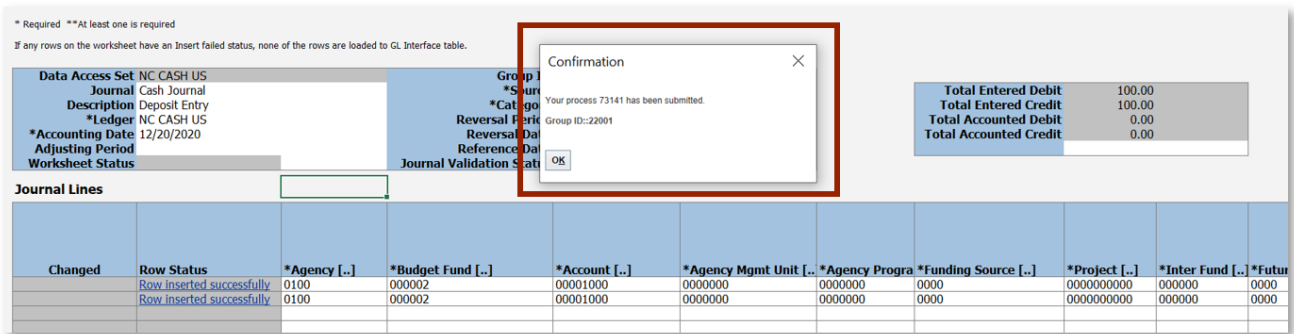 * Required **At least one is required
If any rows on the worksheet have an Insert failed status, none of the rows are loaded to GL Interface table.
Data Access Set NC CASH US
Journal Cash Journal
Description Deposit Entry
*Ledger NC CASH US
*Accounting Date 12/20/2020
Adjusting Period
Worksheet Status
Group
Reversal
Reversal
Reference
Journal Validation
Confirmation
Your process 73141 has been submitted.
Group ID::22001
OK
Total Entered Debit 100.00
Total Entered Credit 100.00
Total Accounted Debit 0.00
Total Accounted Credit 0.00
Journal Lines
Changed Row Status *Agency [..] *Budget Fund [..] *Account [..] *Agency Mgmt Unit [.. *Agency Progra *Funding Source [..] *Project [..] *Inter Fund [..] *Futur
Row inserted successfully 0100 000002 00001000 0000000 0000000 0000 0000000000 000000 0000
Row inserted successfully 0100 000002 00001000 0000000 0000000 0000 0000000000 000000 0000